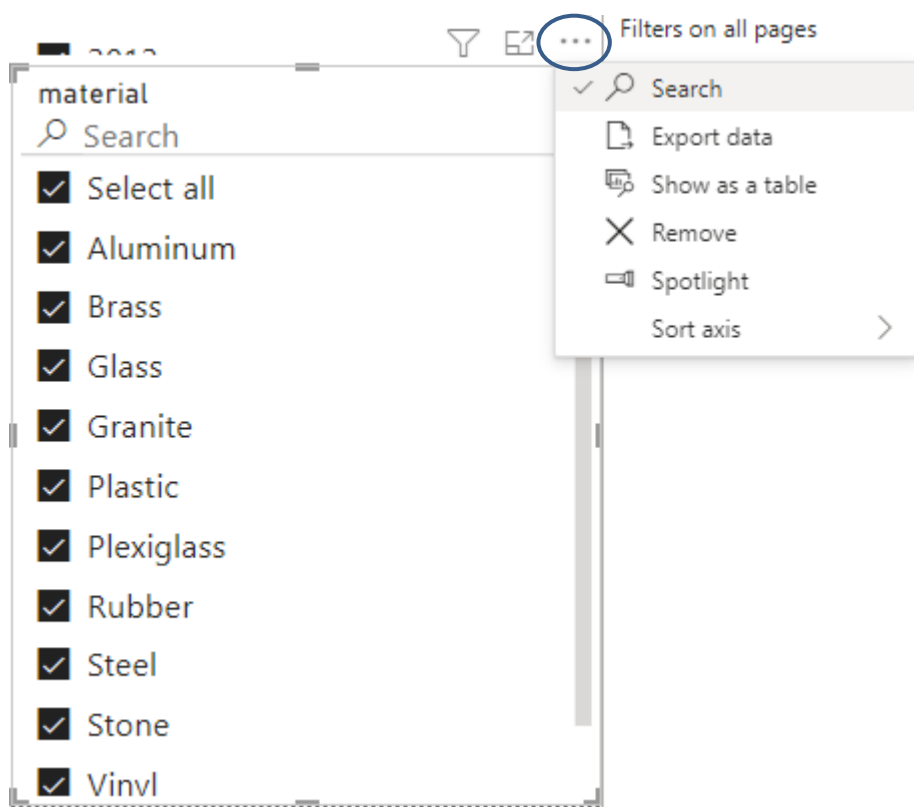 2012
Filters on all pages
material
Search
Select all
Aluminum
Brass
Glass
Granite
Plastic
Plexiglass
Rubber
Steel
Stone
Vinyl
Search
Export data
Show as a table
Remove
Spotlight
Sort axis